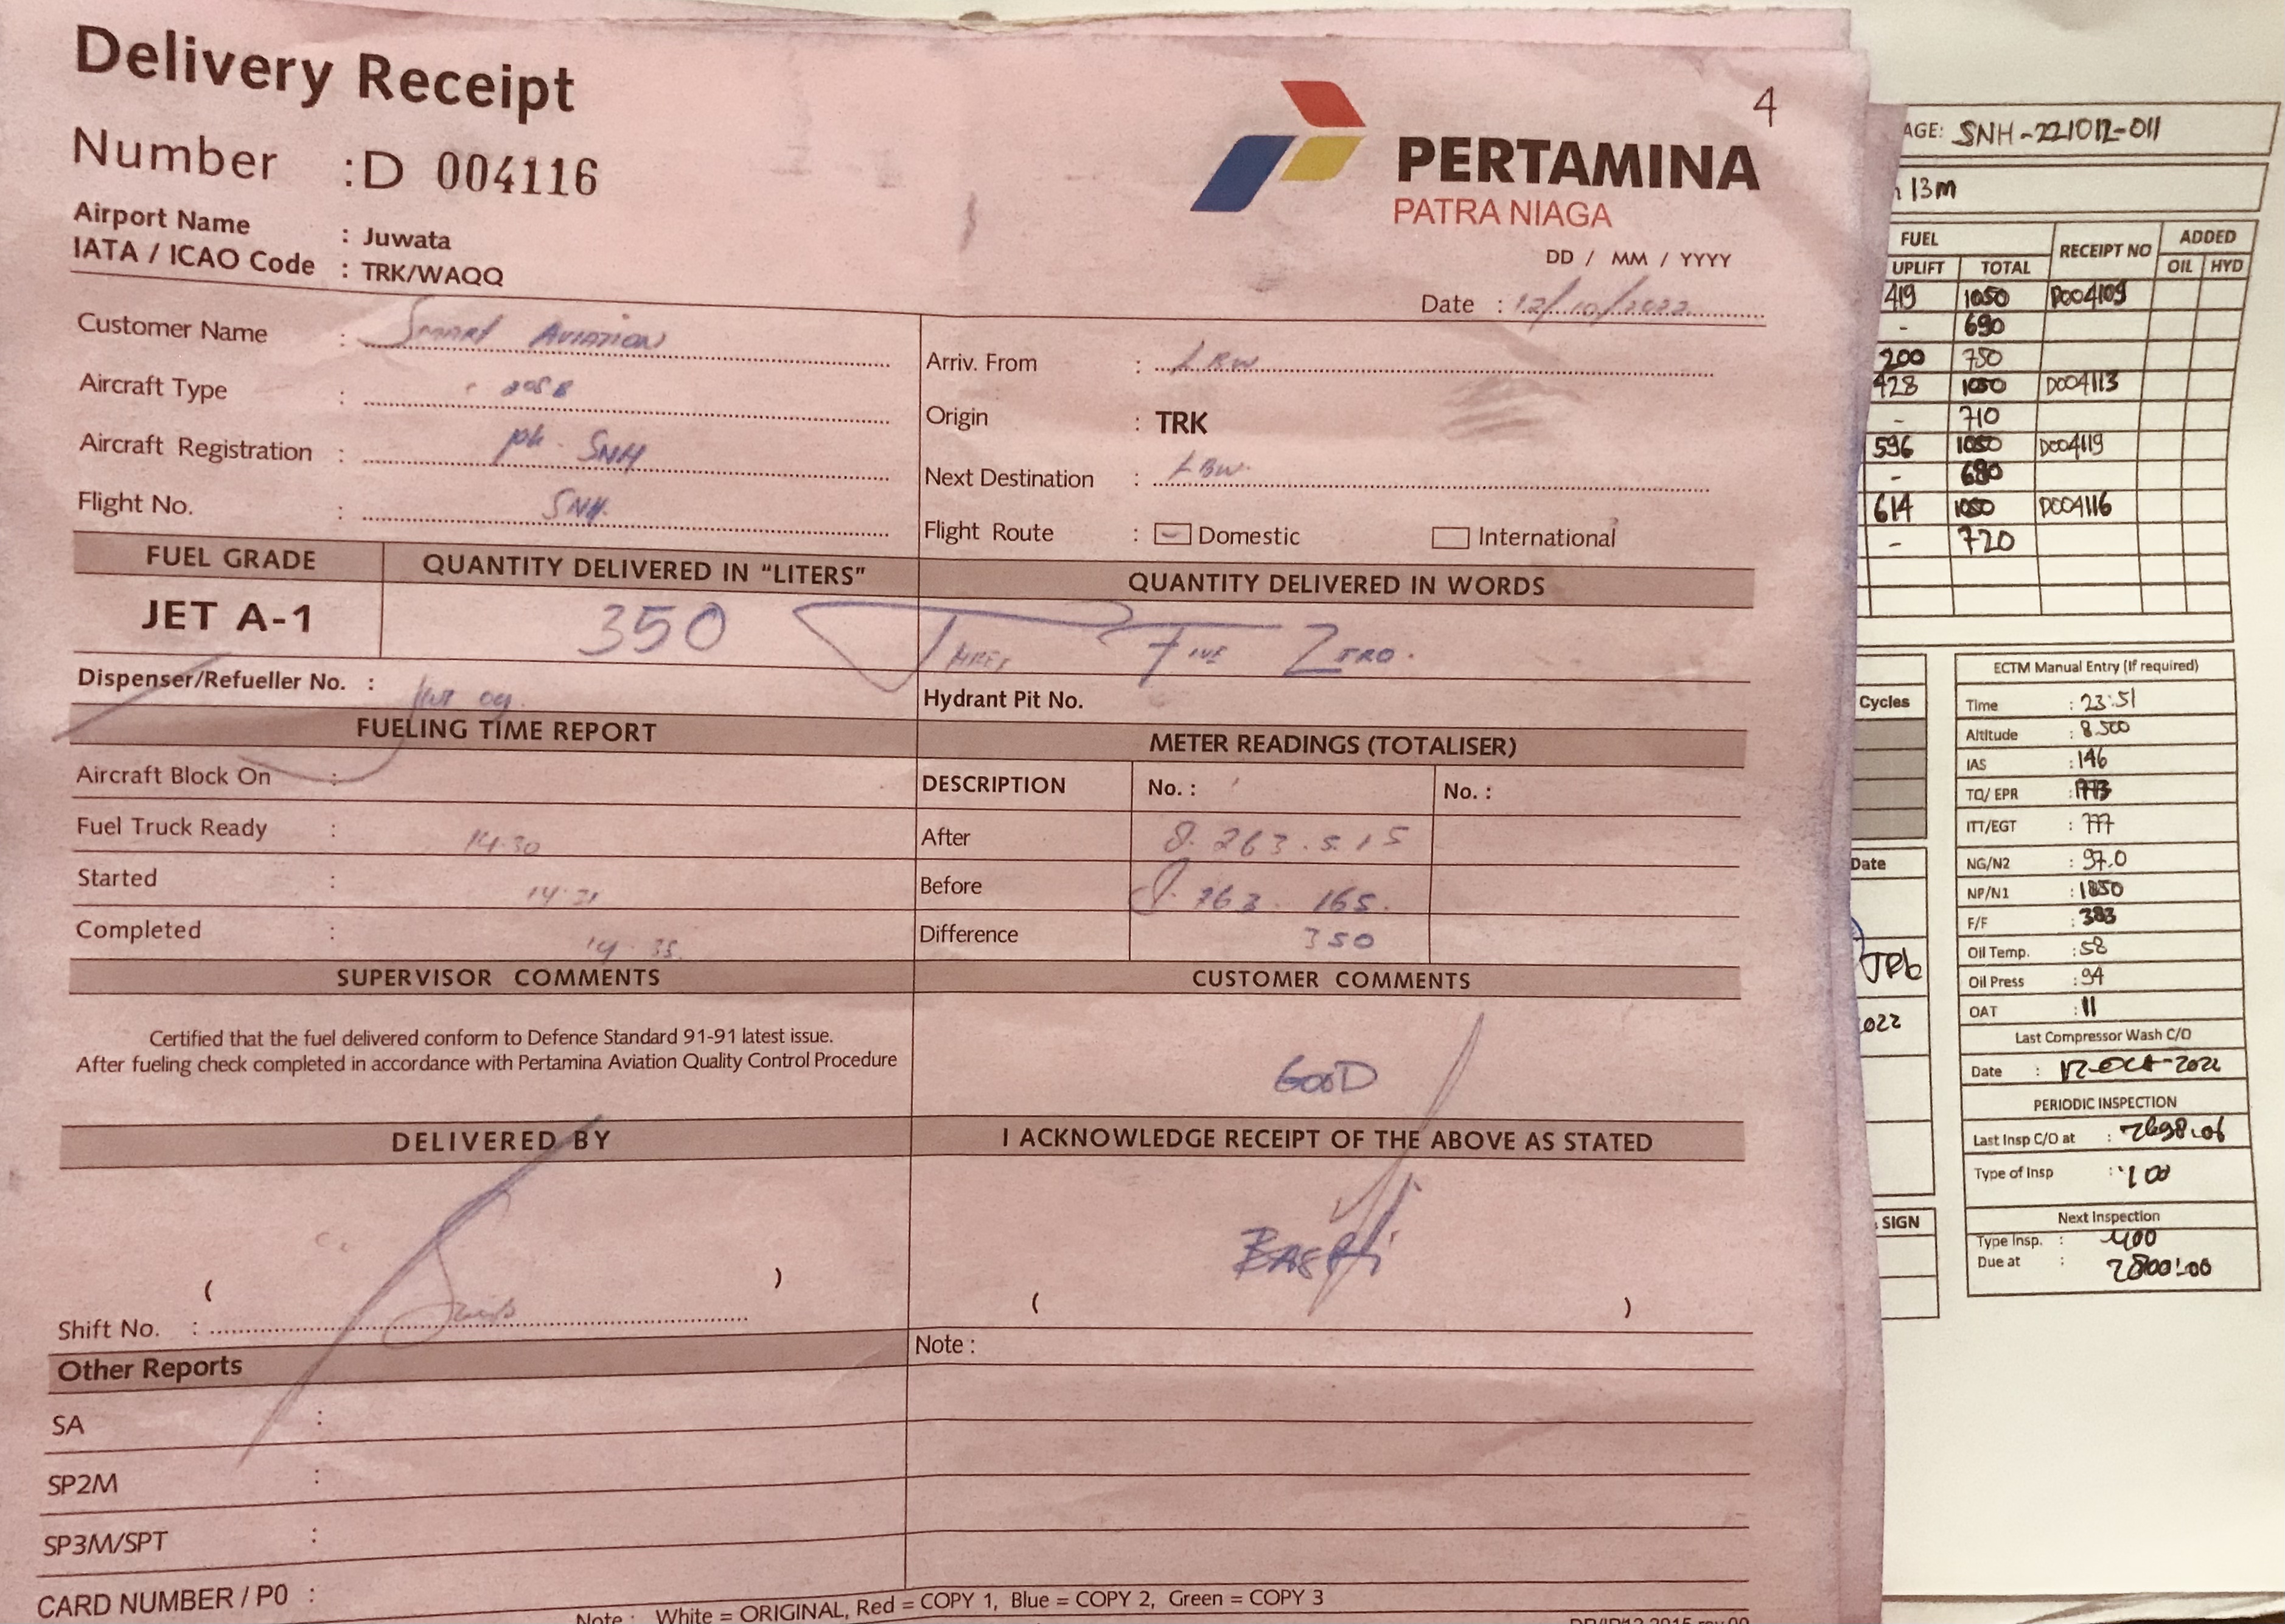 Delivery Receipt
Number : D 004116
4
PERTAMINA
PATRA NIAGA
Airport Name : Juwata
IATA / ICAO Code : TRK/WAQQ
DD / MM / YYYY
Date : 12/10/2022
Customer Name : SMART AVIATION
Aircraft Type : C 208 B
Aircraft Registration : PK - SNH
Flight No. : SNH
Arriv. From : LBW
Origin : TRK
Next Destination : LBW
Flight Route : Domestic International
FUEL GRADE QUANTITY DELIVERED IN "LITERS" QUANTITY DELIVERED IN WORDS
JET A-1 350 THREE FIVE ZERO.
Dispenser/Refueller No. : 09
Hydrant Pit No.
FUELING TIME REPORT
METER READINGS (TOTALISER)
Aircraft Block On :
DESCRIPTION No. : No. :
Fuel Truck Ready : 14.30
After 8.263.515
Started : 14.31
Before 8.263.165.
Completed : 14.35.
Difference 350
SUPERVISOR COMMENTS
CUSTOMER COMMENTS
Certified that the fuel delivered conform to Defence Standard 91-91 latest issue.
After fueling check completed in accordance with Pertamina Aviation Quality Control Procedure
GOOD
DELIVERED BY
I ACKNOWLEDGE RECEIPT OF THE ABOVE AS STATED
( )
( )
Shift No. :
Note :
Other Reports
SA :
SP2M :
SP3M/SPT :
CARD NUMBER / P0 :
Note : White = ORIGINAL, Red = COPY 1, Blue = COPY 2, Green = COPY 3
AGE: SNH-221012-011
13M
FUEL RECEIPT NO ADDED
UPLIFT TOTAL OIL HYD
419 1050 D004109
- 690
200 750
428 1050 D004113
- 710
596 1050 D004119
- 680
614 1050 D004116
- 720
Cycles
Date
022
SIGN
ECTM Manual Entry (If required)
Time : 23:51
Altitude : 8.500
IAS : 146
TQ/ EPR :
ITT/EGT : 777
NG/N2 : 97.0
NP/N1 : 1850
F/F : 383
Oil Temp. : 58
Oil Press : 94
OAT : 11
Last Compressor Wash C/O
Date : 12-OCT-2022
PERIODIC INSPECTION
Last Insp C/O at : 2698:06
Type of Insp : 100
Next Inspection
Type Insp. : 400
Due at : 2800:00